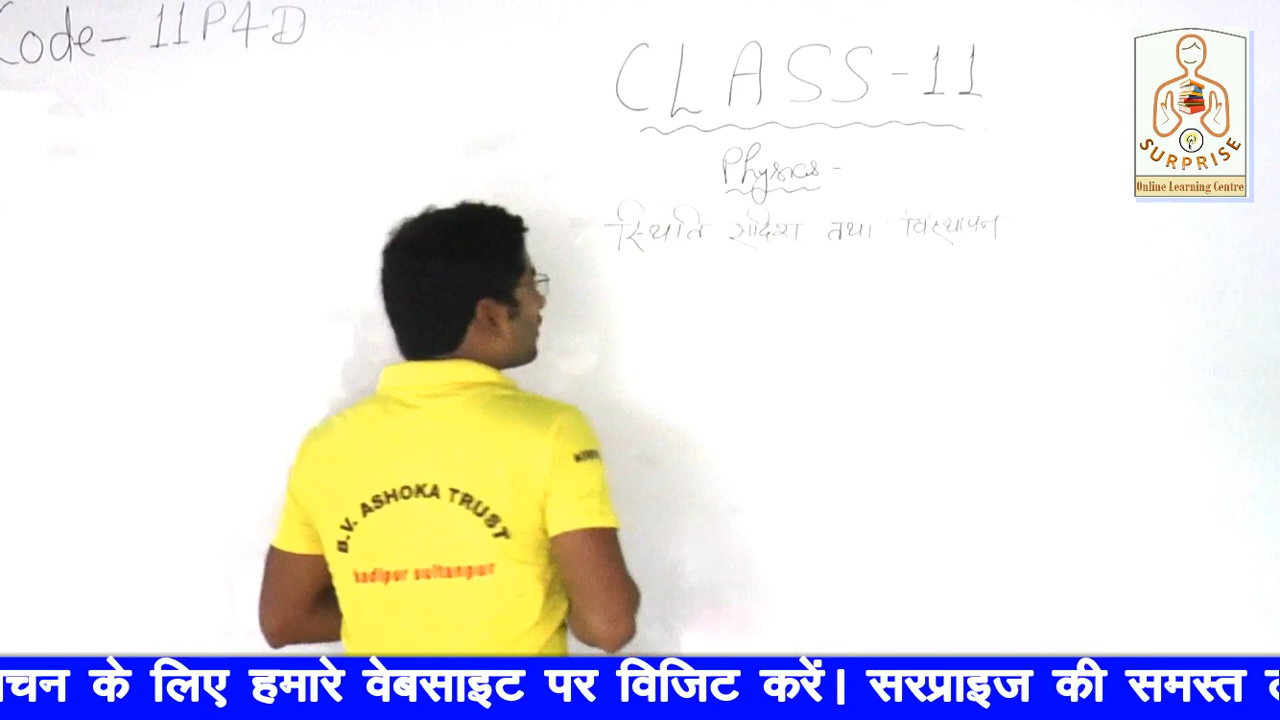 Code- 11P4D
CLASS-11
Physics-
स्थिति सदिश तथा विस्थापन
SURPRISE
Online Learning Centre
B.V. ASHOKA TRUST
kadipur sultanpur
के लिए हमारे वेबसाइट पर विजिट करें। सरप्राइज की समस्त